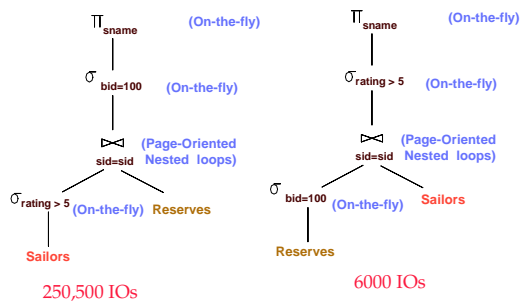 π sname (On-the-fly)
σ bid=100 (On-the-fly)
⋈ (Page-Oriented
sid=sid Nested loops)
σ rating > 5 (On-the-fly) Reserves
Sailors
250,500 IOs
π sname (On-the-fly)
σ rating > 5 (On-the-fly)
⋈ (Page-Oriented
sid=sid Nested loops)
σ bid=100 (On-the-fly) Sailors
Reserves
6000 IOs